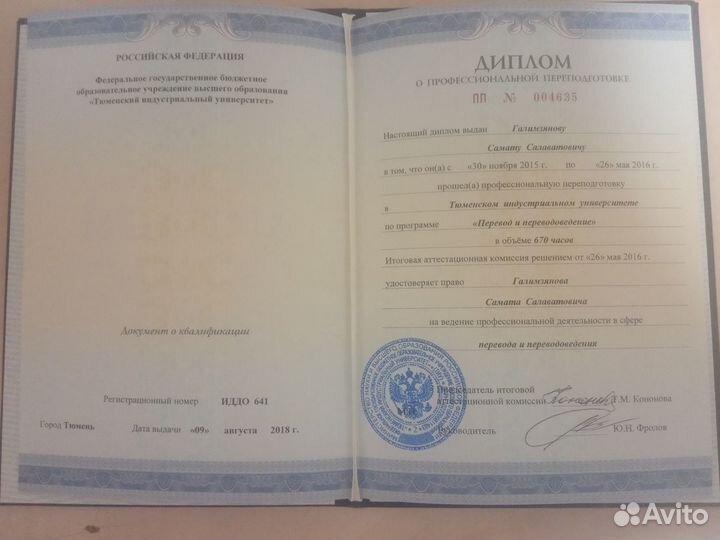 РОССИЙСКАЯ ФЕДЕРАЦИЯ
Федеральное государственное бюджетное
образовательное учреждение высшего образования
«Тюменский индустриальный университет»
Документ о квалификации
Регистрационный номер ИДДО 641
Город Тюмень Дата выдачи «09» августа 2018 г.
ДИПЛОМ
О ПРОФЕССИОНАЛЬНОЙ ПЕРЕПОДГОТОВКЕ
ПП № 004635
Настоящий диплом выдан Галимзянову
Самату Салаватовичу
в том, что он(а) с «30» ноября 2015 г. по «26» мая 2016 г.
прошел(а) профессиональную переподготовку
в Тюменском индустриальном университете
по программе «Перевод и переводоведение»
в объёме 670 часов
Итоговая аттестационная комиссия решением от «26» мая 2016 г.
удостоверяет право Галимзянова
Самата Салаватовича
на ведение профессиональной деятельности в сфере
перевода и переводоведения
Председатель итоговой
аттестационной комиссии Т.М. Кононова
Руководитель Ю.Н. Фролов
Avito